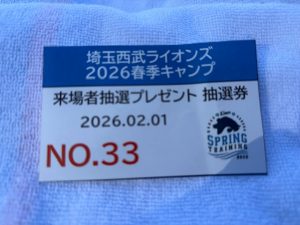 埼玉西武ライオンズ
2026春季キャンプ
来場者抽選プレゼント 抽選券
2026.02.01
NO.33
Lions
SPRING
TRAINING
2026